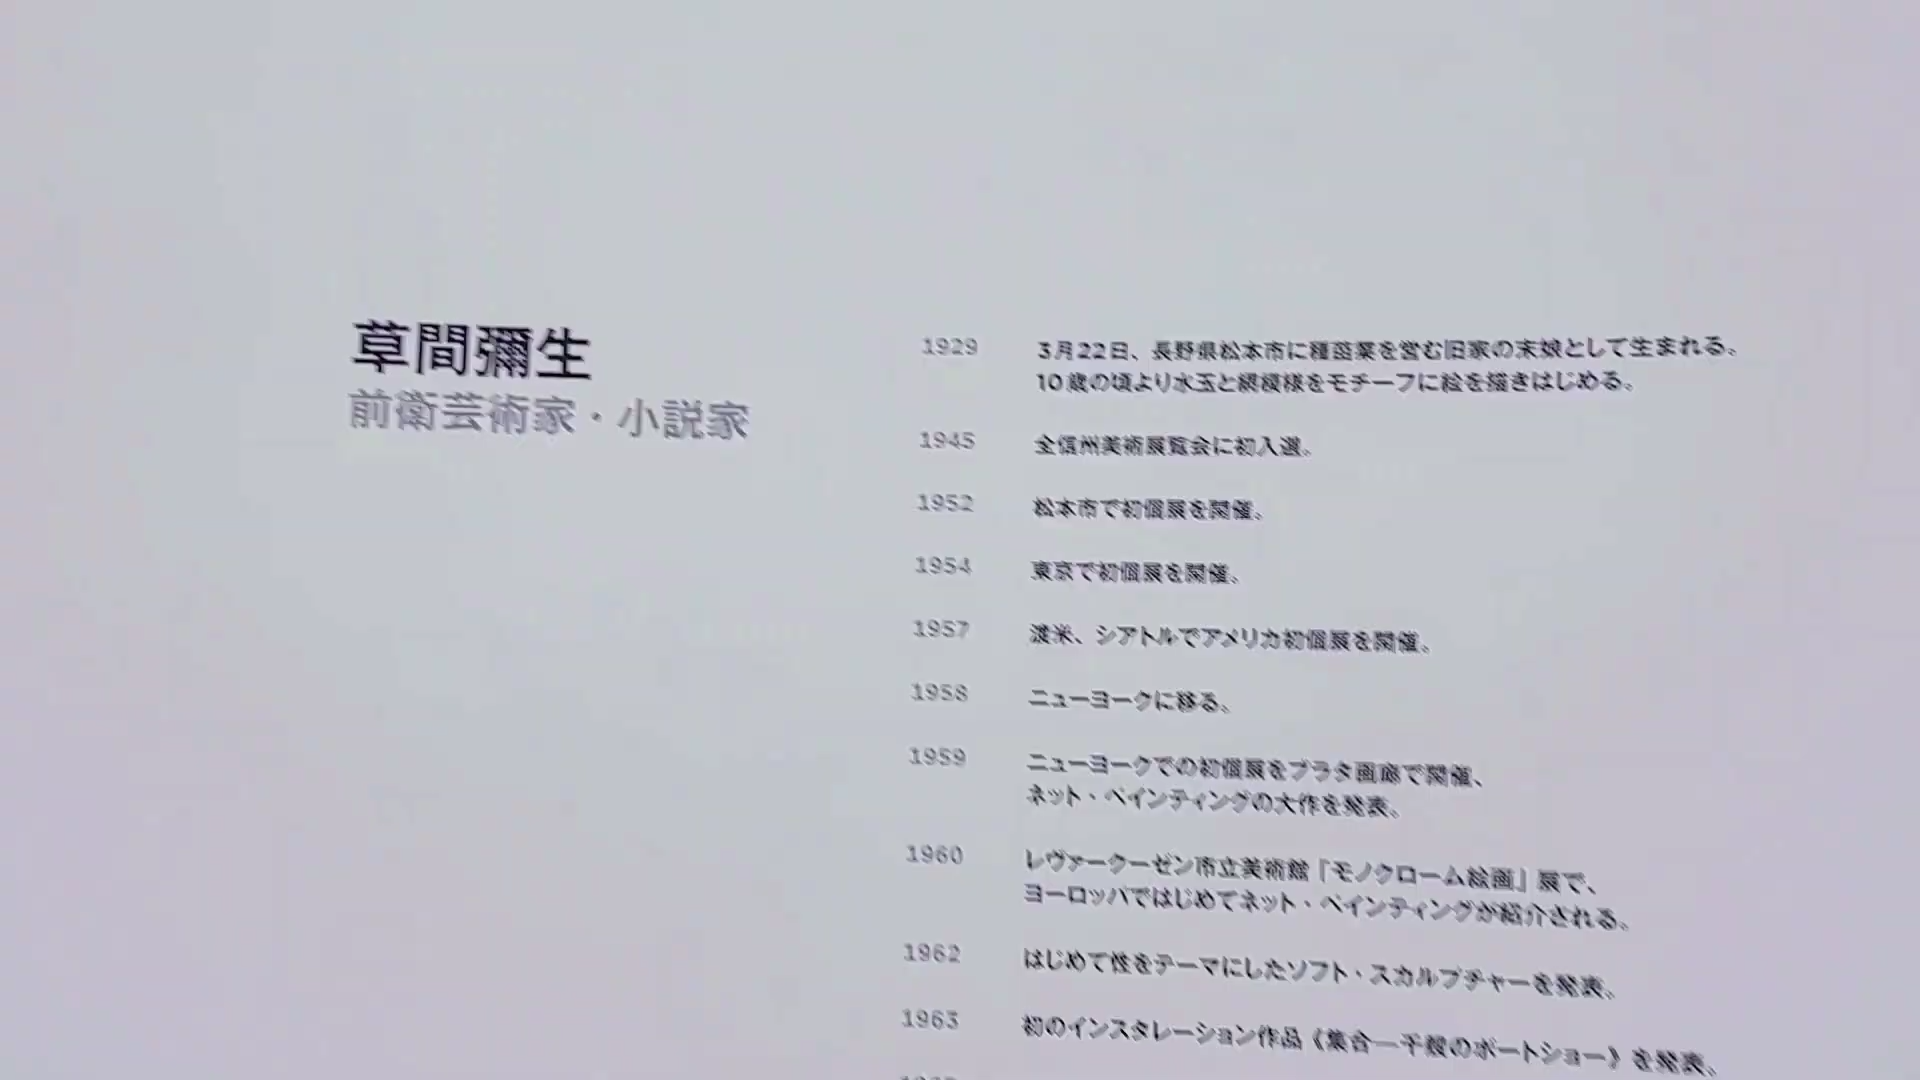 草間彌生
前衛芸術家・小説家
1929 3月22日、長野県松本市に種苗業を営む旧家の末娘として生まれる。
10歳の頃より水玉と網模様をモチーフに絵を描きはじめる。
1945 全信州美術展覧会に初入選。
1952 松本市で初個展を開催。
1954 東京で初個展を開催。
1957 渡米、シアトルでアメリカ初個展を開催。
1958 ニューヨークに移る。
1959 ニューヨークでの初個展をブラタ画廊で開催、
ネット・ペインティングの大作を発表。
1960 レヴァークーゼン市立美術館「モノクローム絵画」展で、
ヨーロッパではじめてネット・ペインティングが紹介される。
1962 はじめて性をテーマにしたソフト・スカルプチャーを発表。
1963 初のインスタレーション作品《集合―千艘のボートショー》を発表。